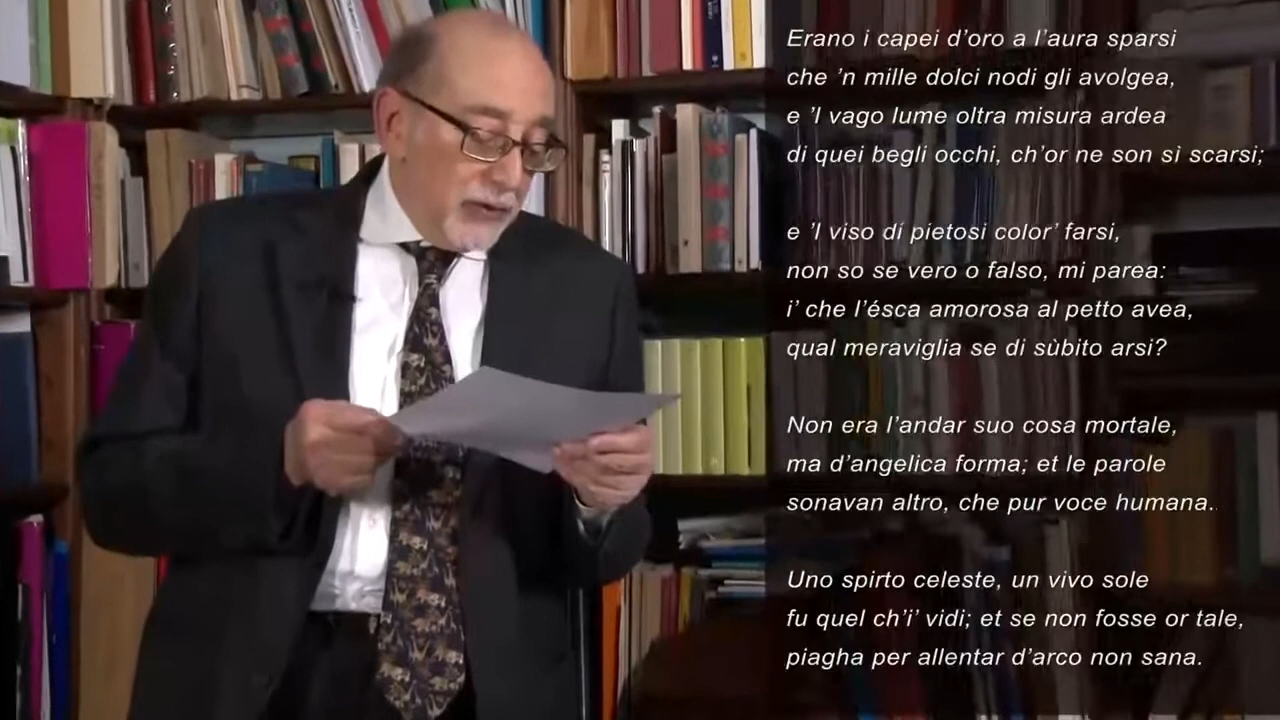 Erano i capei d’oro a l’aura sparsi
che ’n mille dolci nodi gli avolgea,
e ’l vago lume oltra misura ardea
di quei begli occhi, ch’or ne son sì scarsi;
e ’l viso di pietosi color’ farsi,
non so se vero o falso, mi parea:
i’ che l’ésca amorosa al petto avea,
qual meraviglia se di sùbito arsi?
Non era l’andar suo cosa mortale,
ma d’angelica forma; et le parole
sonavan altro, che pur voce humana.
Uno spirto celeste, un vivo sole
fu quel ch’i’ vidi; et se non fosse or tale,
piagha per allentar d’arco non sana.